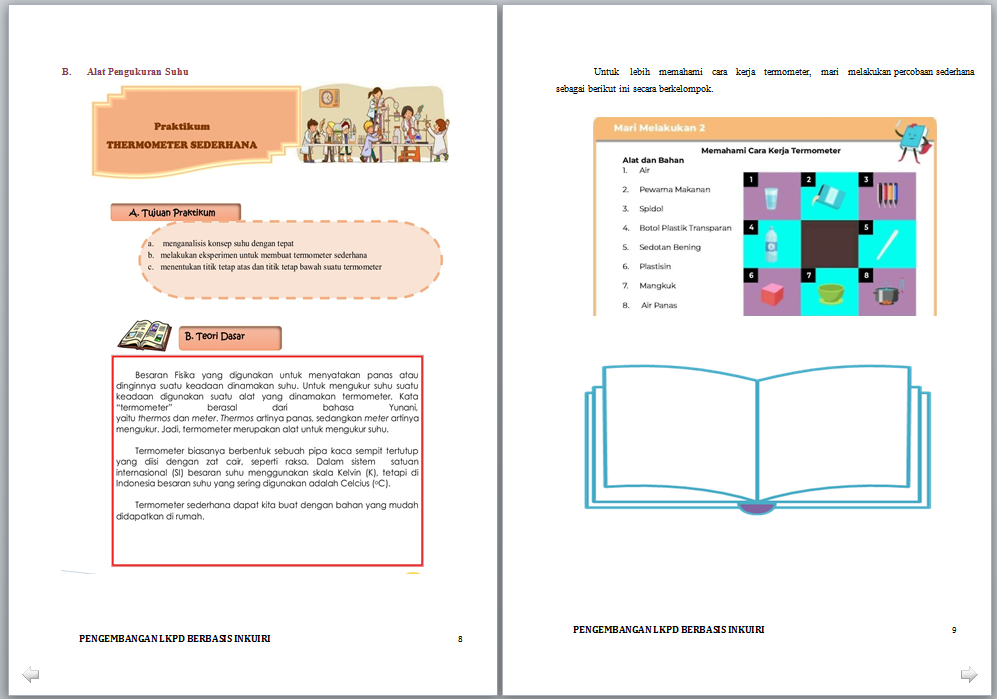 B. Alat Pengukuran Suhu
Praktikum
THERMOMETER SEDERHANA
A. Tujuan Praktikum
a. menganalisis konsep suhu dengan tepat
b. melakukan eksperimen untuk membuat termometer sederhana
c. menentukan titik tetap atas dan titik tetap bawah suatu termometer
B. Teori Dasar
Besaran Fisika yang digunakan untuk menyatakan panas atau
dinginnya suatu keadaan dinamakan suhu. Untuk mengukur suhu suatu
keadaan digunakan suatu alat yang dinamakan termometer. Kata
“termometer” berasal dari bahasa Yunani,
yaitu thermos dan meter. Thermos artinya panas, sedangkan meter artinya
mengukur. Jadi, termometer merupakan alat untuk mengukur suhu.
Termometer biasanya berbentuk sebuah pipa kaca sempit tertutup
yang diisi dengan zat cair, seperti raksa. Dalam sistem satuan
internasional (SI) besaran suhu menggunakan skala Kelvin (K), tetapi di
Indonesia besaran suhu yang sering digunakan adalah Celcius (°C).
Termometer sederhana dapat kita buat dengan bahan yang mudah
didapatkan di rumah.
PENGEMBANGAN LKPD BERBASIS INKUIRI
8
Untuk lebih memahami cara kerja termometer, mari melakukan percobaan sederhana
sebagai berikut ini secara berkelompok.
Mari Melakukan 2
Memahami Cara Kerja Termometer
Alat dan Bahan
1. Air
2. Pewarna Makanan
3. Spidol
4. Botol Plastik Transparan
5. Sedotan Bening
6. Plastisin
7. Mangkuk
8. Air Panas
1 2 3
4 5
6 7 8
PENGEMBANGAN LKPD BERBASIS INKUIRI
9